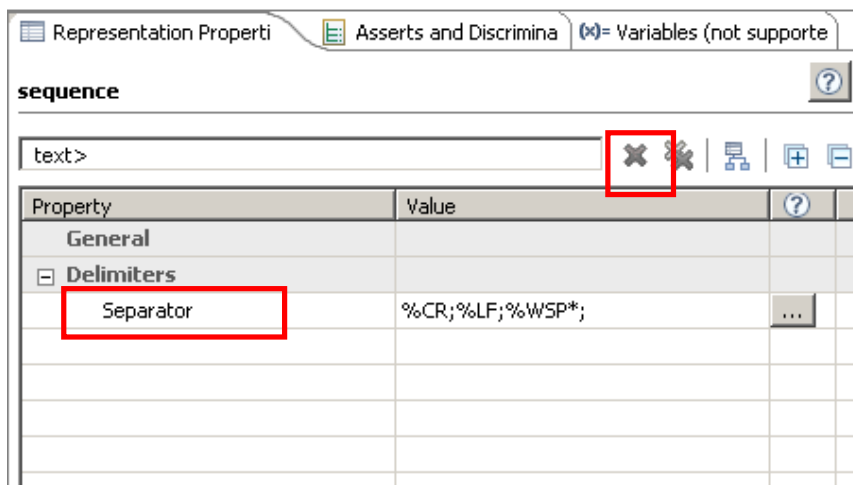 Representation Properti Asserts and Discrimina (x)= Variables (not supporte
sequence
text>
Property Value
General
Delimiters
Separator %CR;%LF;%WSP*; ...